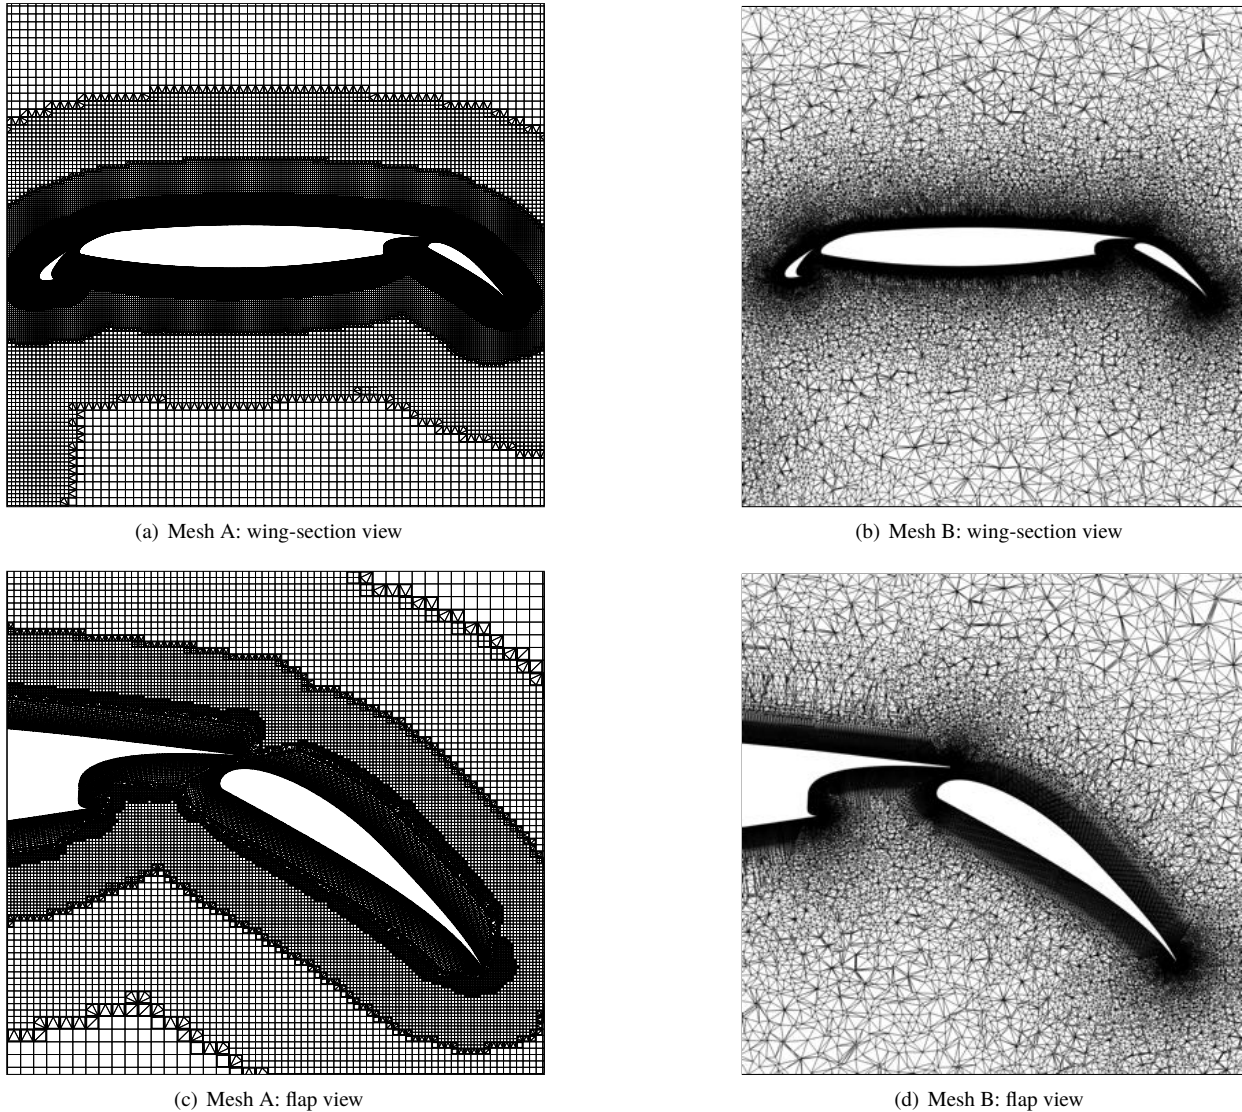 (a) Mesh A: wing-section view
(b) Mesh B: wing-section view
(c) Mesh A: flap view
(d) Mesh B: flap view